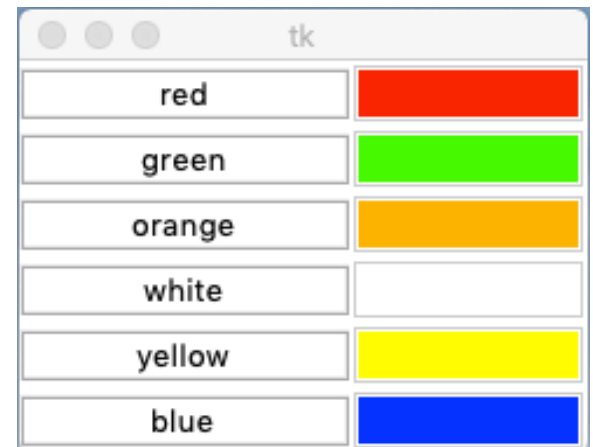 tk
red
green
orange
white
yellow
blue